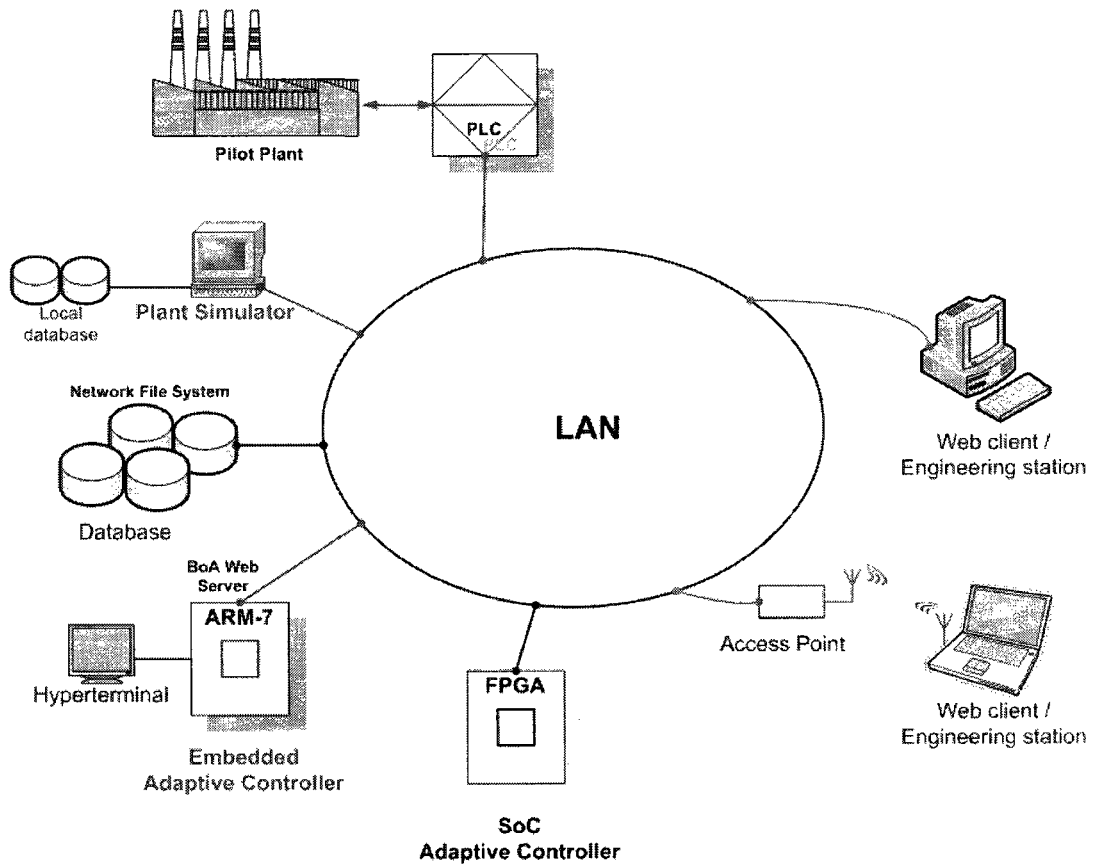 PLC
PLC
Pilot Plant
Local
database
Plant Simulator
Network File System
LAN
Database
Web client /
Engineering station
BoA Web
Server
ARM-7
Hyperterminal
Embedded
Adaptive Controller
FPGA
SoC
Adaptive Controller
Access Point
Web client /
Engineering station